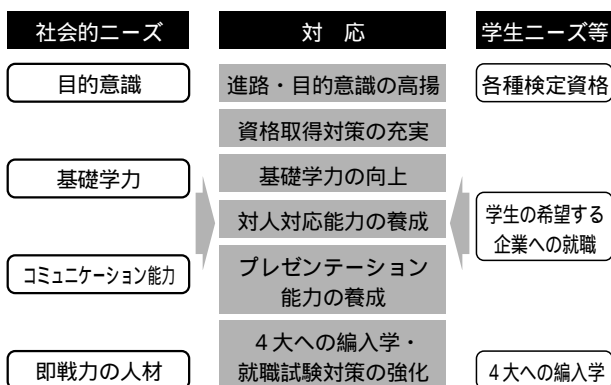 社会的ニーズ
対 応
学生ニーズ等
目的意識
進路・目的意識の高揚
各種検定資格
資格取得対策の充実
基礎学力
基礎学力の向上
対人対応能力の養成
学生の希望する
企業への就職
コミュニケーション能力
プレゼンテーション
能力の養成
即戦力の人材
４大への編入学・
就職試験対策の強化
４大への編入学